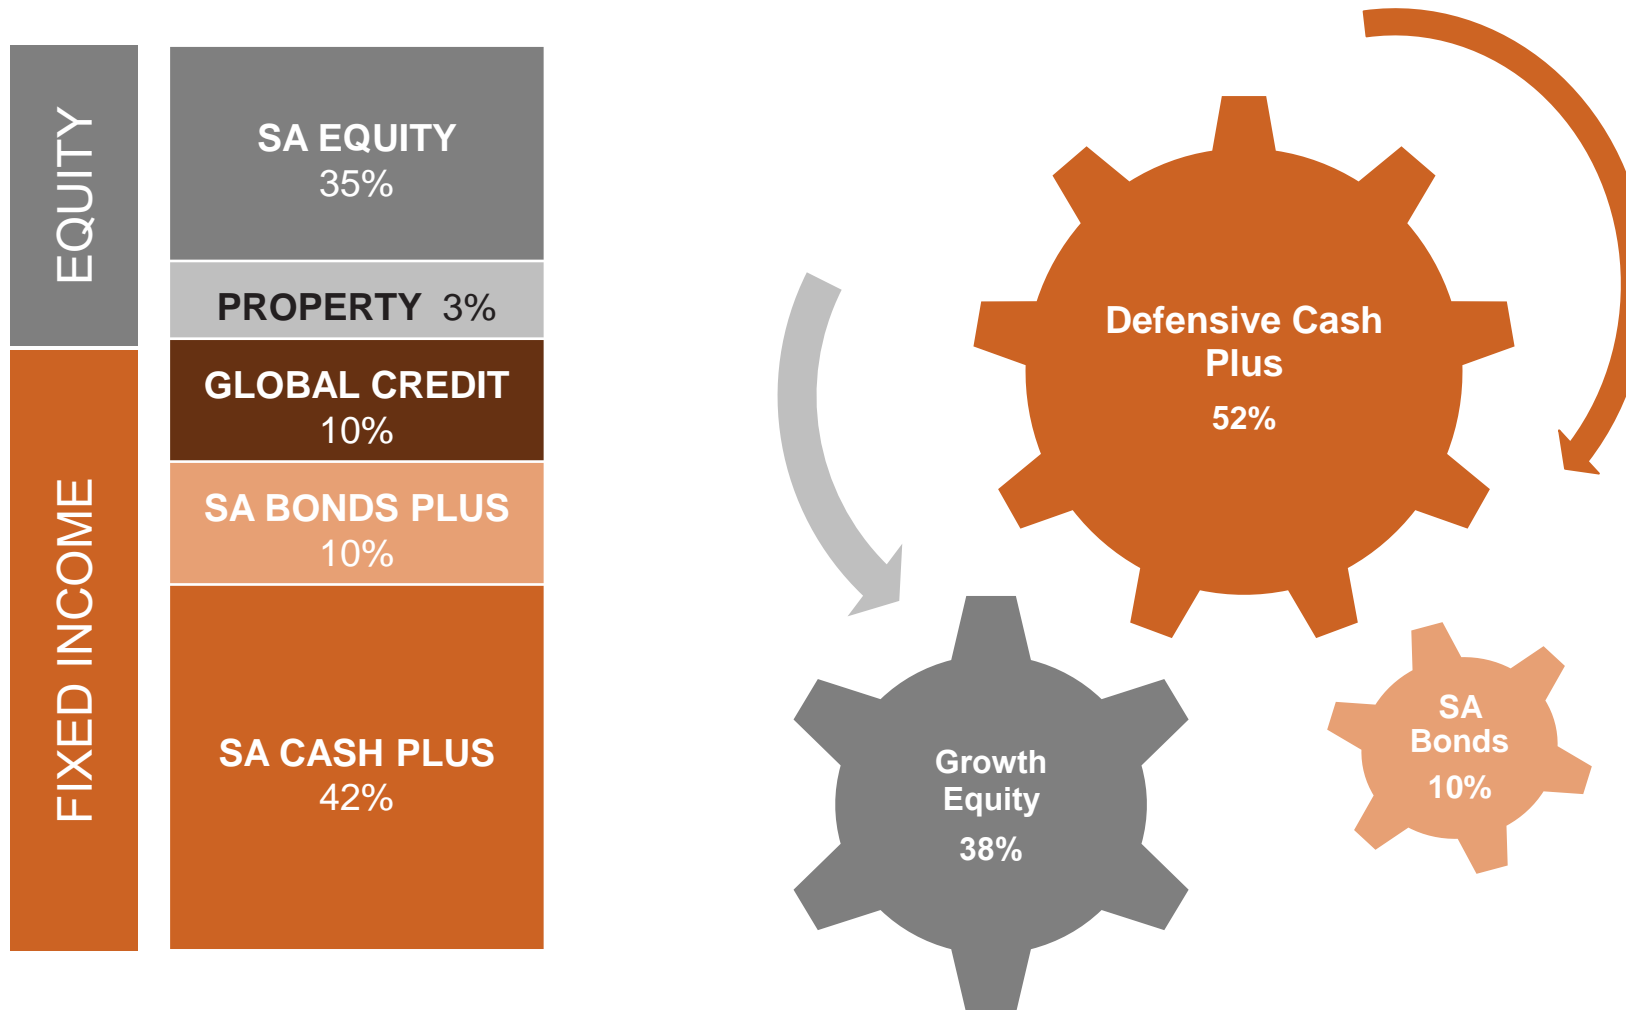 EQUITY
FIXED INCOME
SA EQUITY
35%
PROPERTY 3%
GLOBAL CREDIT
10%
SA BONDS PLUS
10%
SA CASH PLUS
42%
Defensive Cash
Plus
52%
Growth
Equity
38%
SA
Bonds
10%